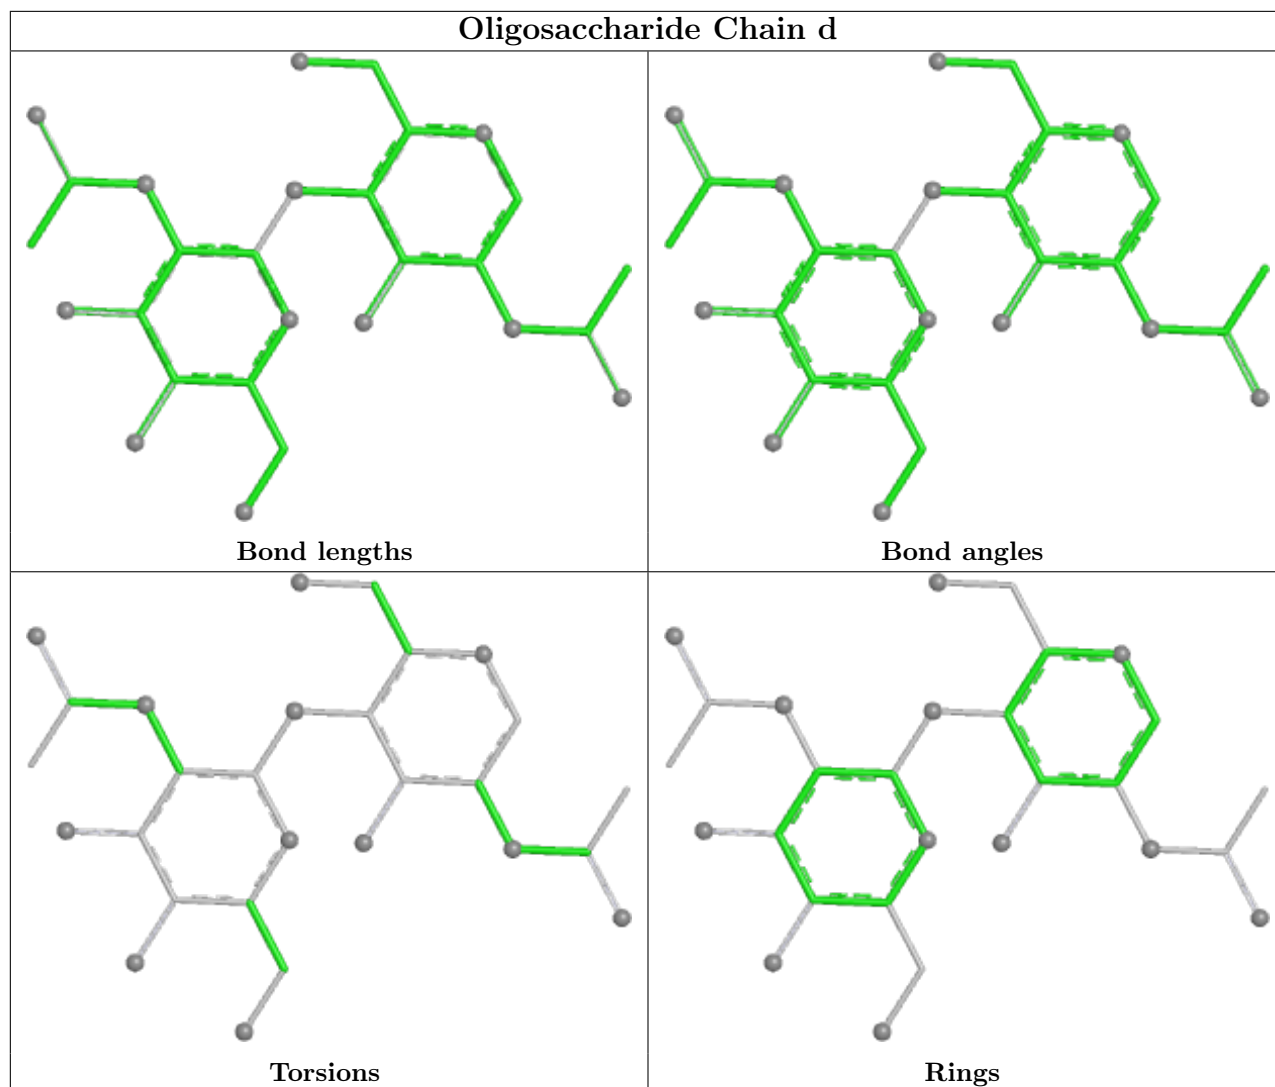 Oligosaccharide Chain d
Bond lengths
Bond angles
Torsions
Rings